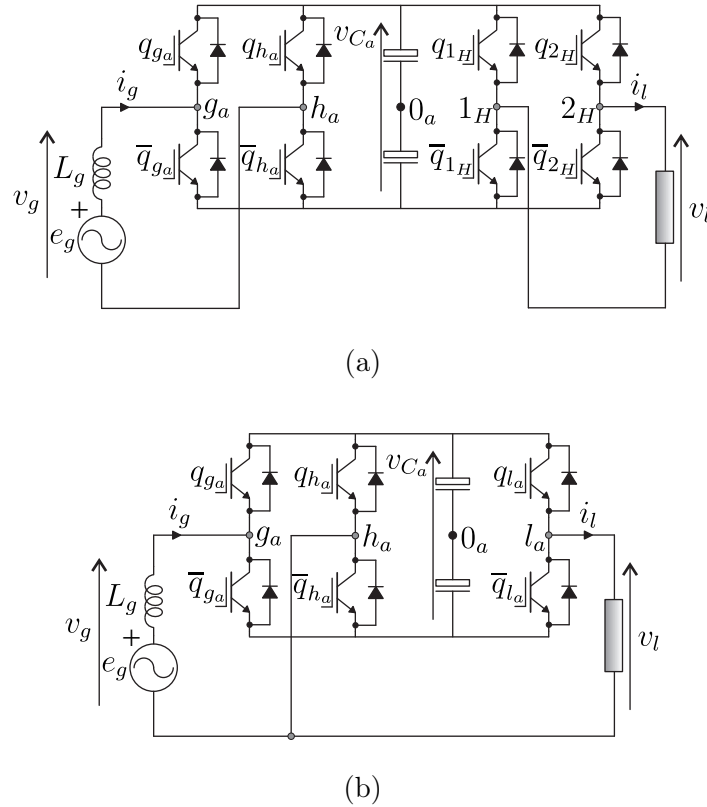 q_{g_a} q_{h_a} v_{C_a} q_{1_H} q_{2_H}
i_g g_a h_a 0_a 1_H 2_H i_l
v_g L_g \overline{q}_{g_a} \overline{q}_{h_a} \overline{q}_{1_H} \overline{q}_{2_H} v_l
+
e_g
(a)
q_{g_a} q_{h_a} v_{C_a} q_{l_a}
i_g g_a h_a 0_a l_a i_l
v_g L_g \overline{q}_{g_a} \overline{q}_{h_a} \overline{q}_{l_a} v_l
+
e_g
(b)